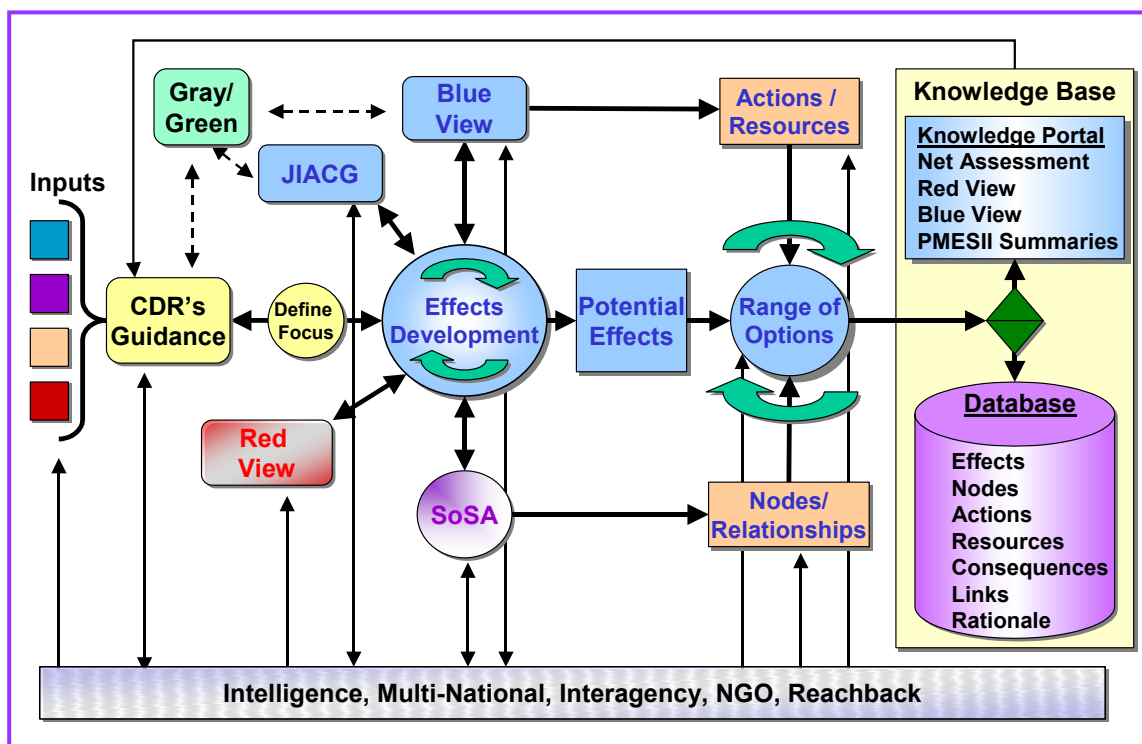 Gray/
Green
Blue
View
Actions /
Resources
Knowledge Base
Knowledge Portal
Net Assessment
Red View
Blue View
PMESII Summaries
JIACG
Inputs
CDR's
Guidance
Define
Focus
Effects
Development
Potential
Effects
Range of
Options
Red
View
SoSA
Nodes/
Relationships
Database
Effects
Nodes
Actions
Resources
Consequences
Links
Rationale
Intelligence, Multi-National, Interagency, NGO, Reachback